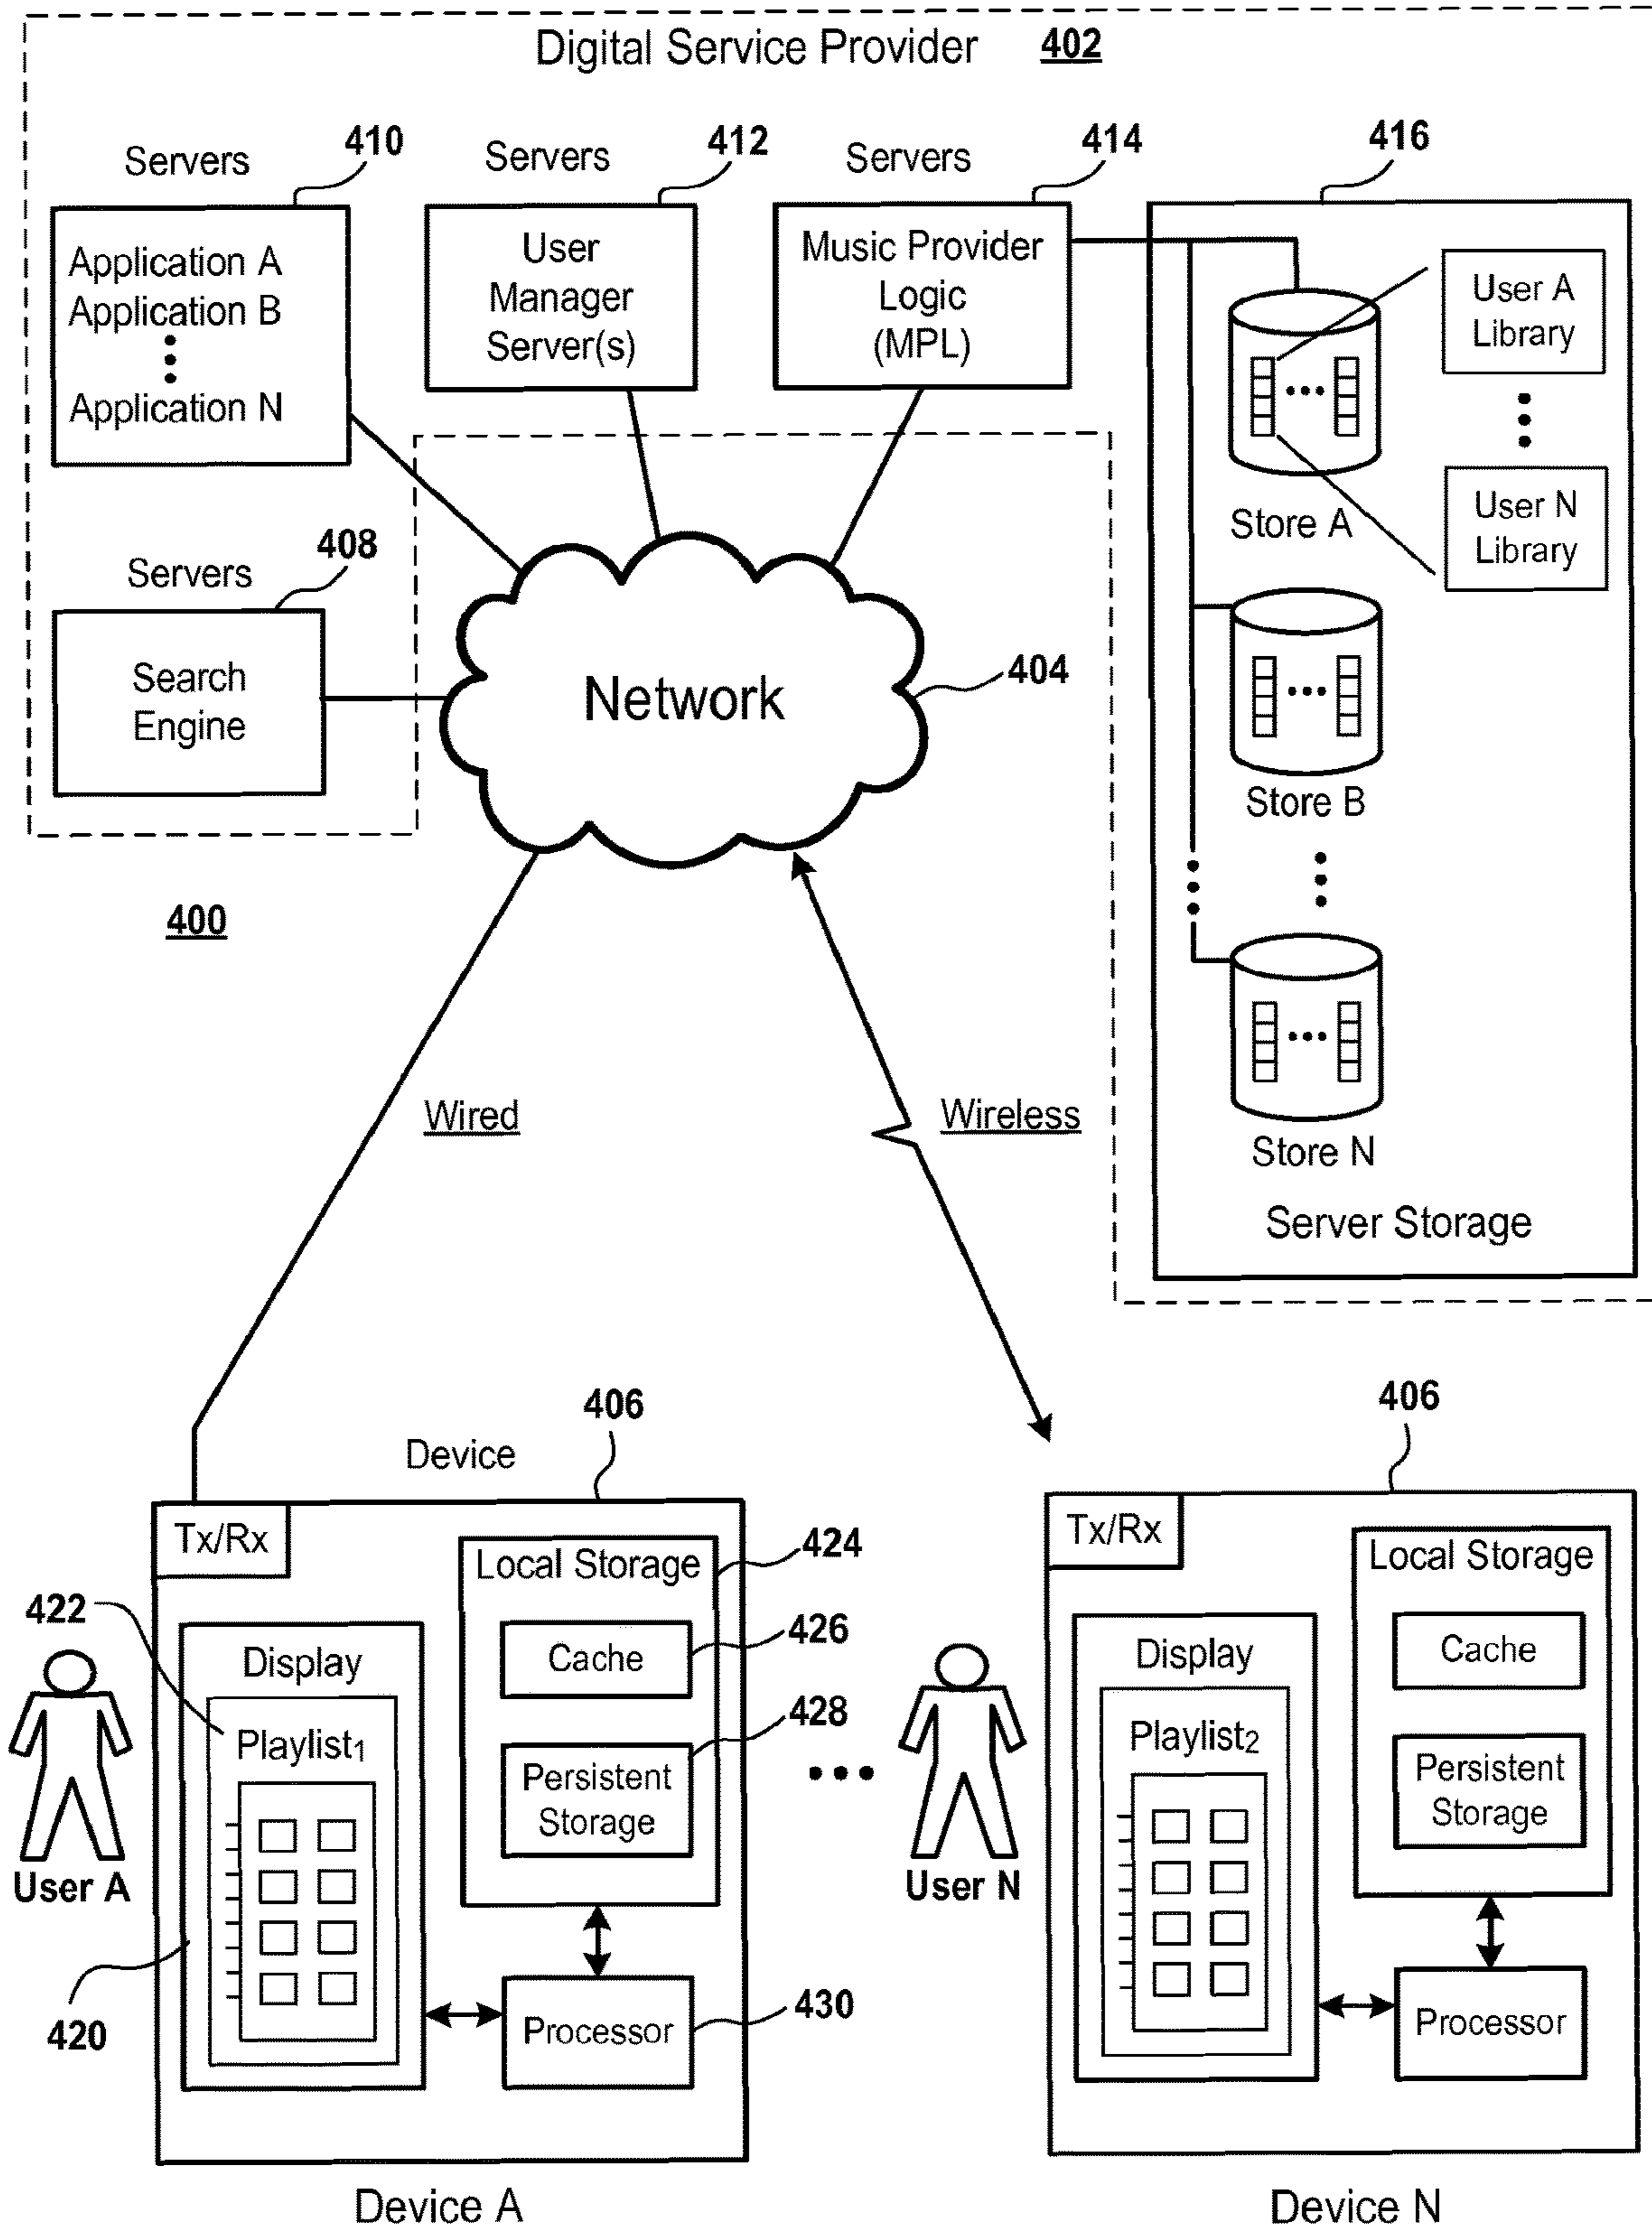 Digital Service Provider 402
Servers 410
Servers 412
Servers 414
416
Application A
Application B
Application N
User
Manager
Server(s)
Music Provider
Logic
(MPL)
User A
Library
User N
Library
Store A
Servers 408
Search
Engine
Network
404
Store B
400
Wired
Wireless
Store N
Server Storage
Device 406
406
Tx/Rx
Local Storage
424
422
Display
Cache
426
Playlist1
Persistent
Storage
428
User A
420
Processor
430
Device A
User N
Tx/Rx
Local Storage
Display
Cache
Playlist2
Persistent
Storage
Processor
Device N